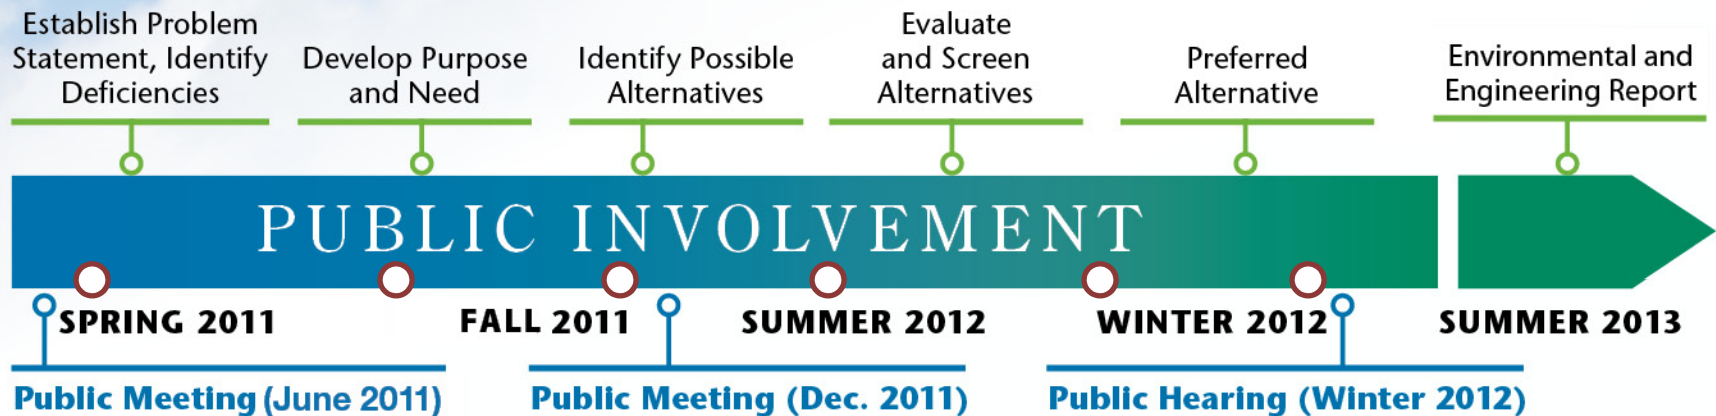 Establish Problem
Statement, Identify
Deficiencies
Develop Purpose
and Need
Identify Possible
Alternatives
Evaluate
and Screen
Alternatives
Preferred
Alternative
Environmental and
Engineering Report
PUBLIC INVOLVEMENT
SPRING 2011
FALL 2011
SUMMER 2012
WINTER 2012
SUMMER 2013
Public Meeting (June 2011)
Public Meeting (Dec. 2011)
Public Hearing (Winter 2012)